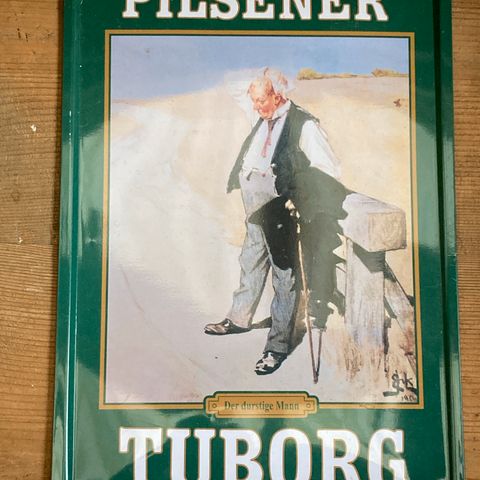 PILSENER
Der durstige Mann
TUBORG